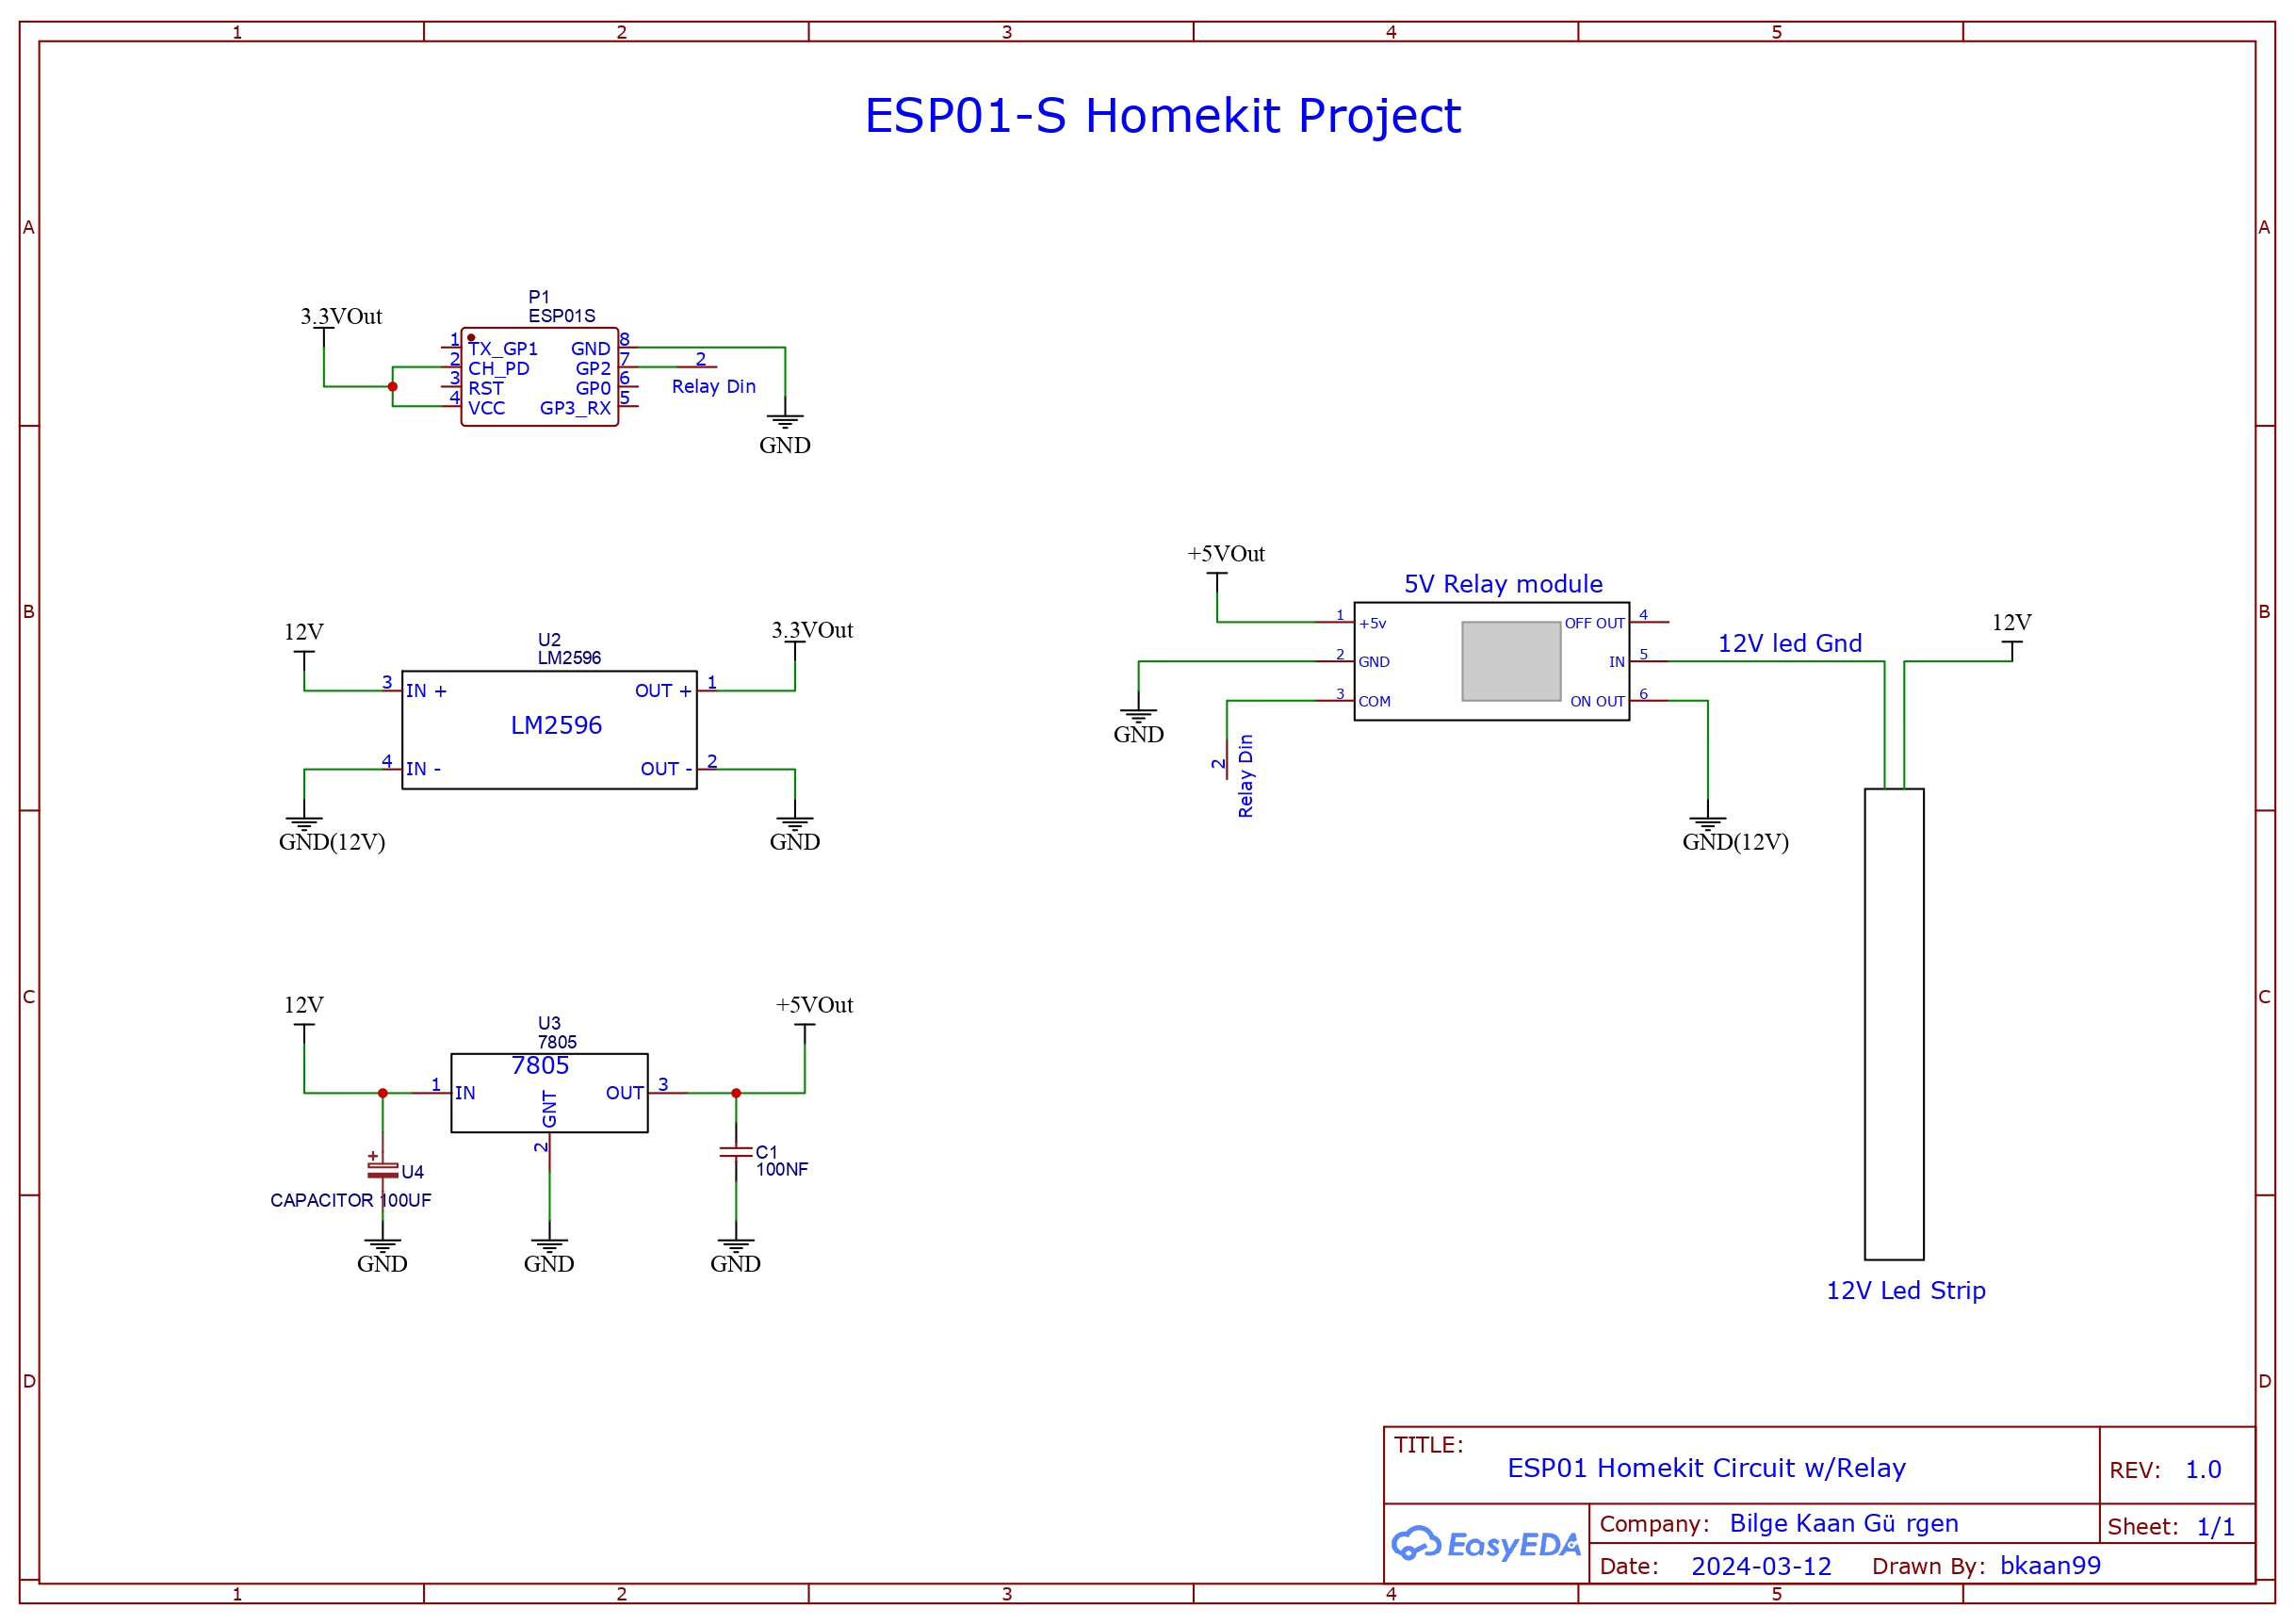 1 2 3 4 5
ESP01-S Homekit Project
A A
P1
ESP01S
3.3VOut
1 TX_GP1 GND 8
2 CH_PD GP2 7 2
3 RST GP0 6 Relay Din
4 VCC GP3_RX 5
GND
+5VOut
5V Relay module
1 +5v OFF OUT 4
2 GND IN 5
3 COM ON OUT 6
12V led Gnd
12V
GND
2 Relay Din
GND(12V)
12V Led Strip
B B
12V
U2
LM2596
3.3VOut
3 IN + OUT + 1
LM2596
4 IN - OUT - 2
GND(12V)
GND
C C
12V
U3
7805
+5VOut
7805
1 IN OUT 3
GNT
2
+
U4
CAPACITOR 100UF
C1
100NF
GND
GND
GND
D D
TITLE:
ESP01 Homekit Circuit w/Relay
REV: 1.0
EasyEDA
Company: Bilge Kaan Gü rgen
Sheet: 1/1
Date: 2024-03-12 Drawn By: bkaan99
1 2 3 4 5